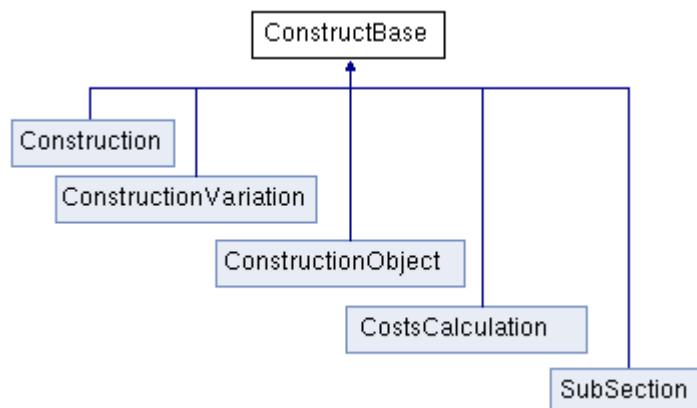 ConstructBase
Construction
ConstructionVariation
ConstructionObject
CostsCalculation
SubSection